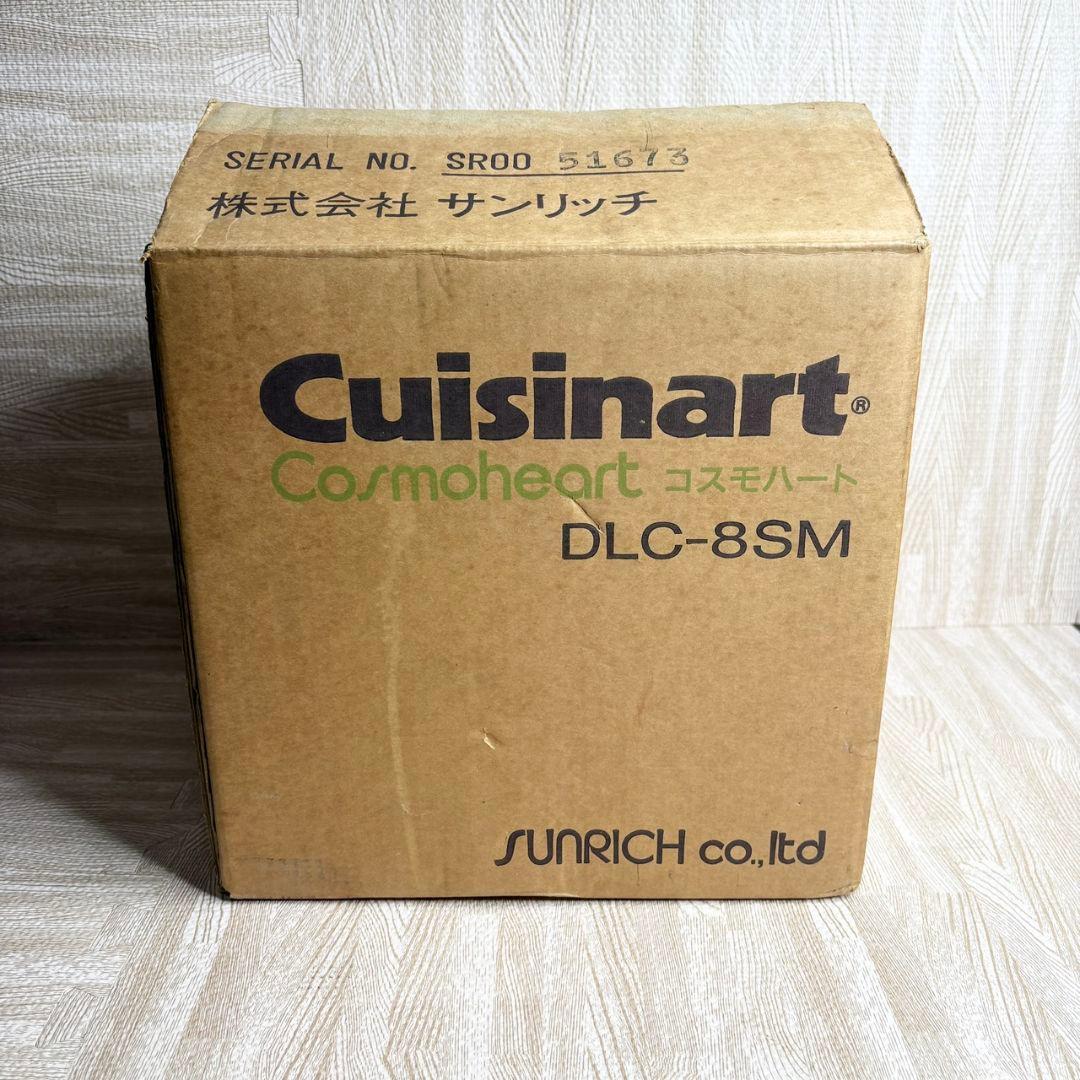 SERIAL NO. SR00 51673
株式会社 サンリッチ
Cuisinart®
Cosmoheart コスモハート
DLC-8SM
SUNRICH co.,ltd